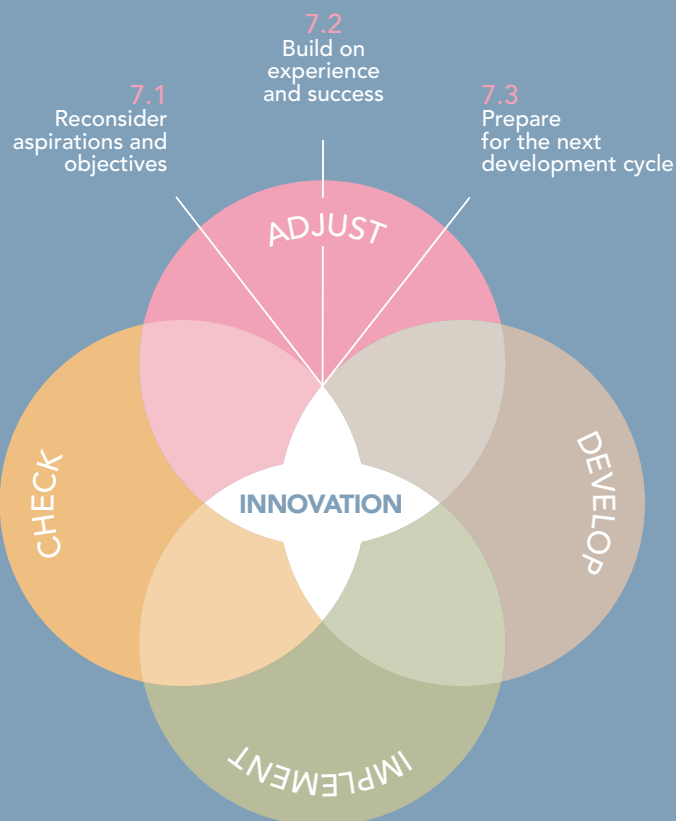 7.2
Build on
experience
and success
7.1
Reconsider
aspirations and
objectives
7.3
Prepare
for the next
development cycle
ADJUST
CHECK
INNOVATION
DEVELOP
IMPLEMENT